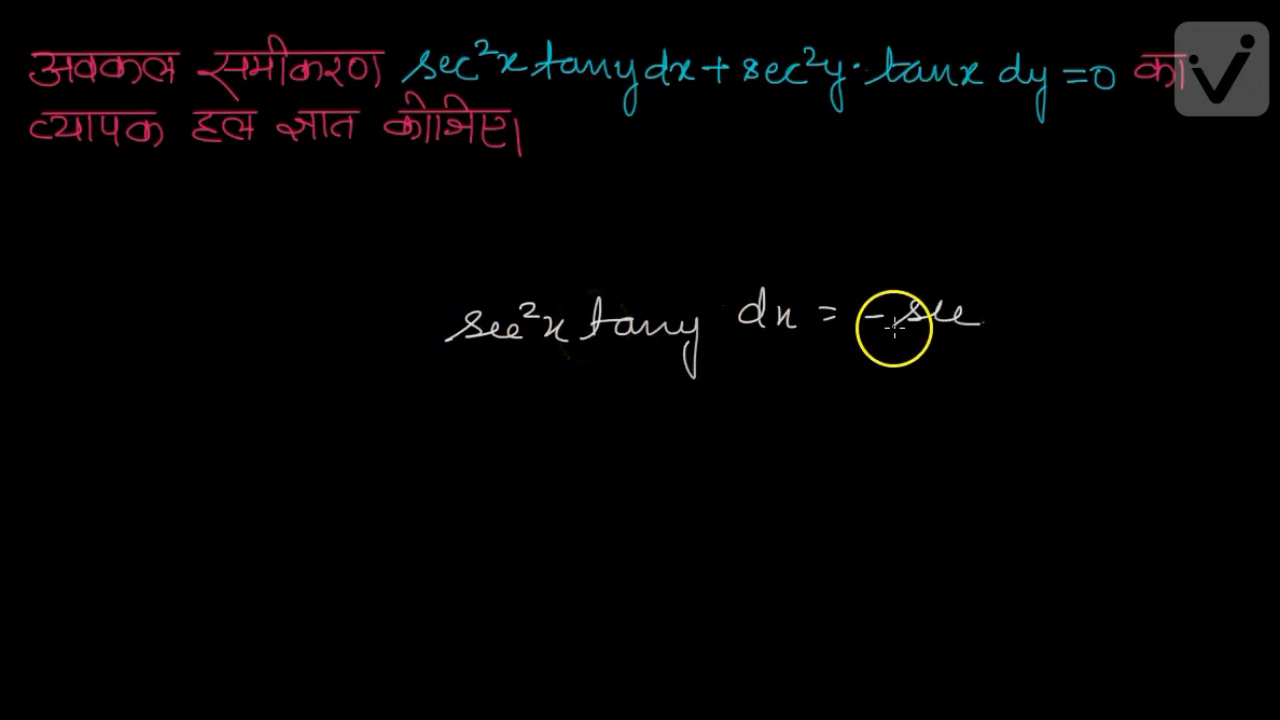 अवकल समीकरण sec²x tany dx + sec²y · tanx dy = 0 का
व्यापक हल ज्ञात कीजिए।
sec²x tany dx = - sec